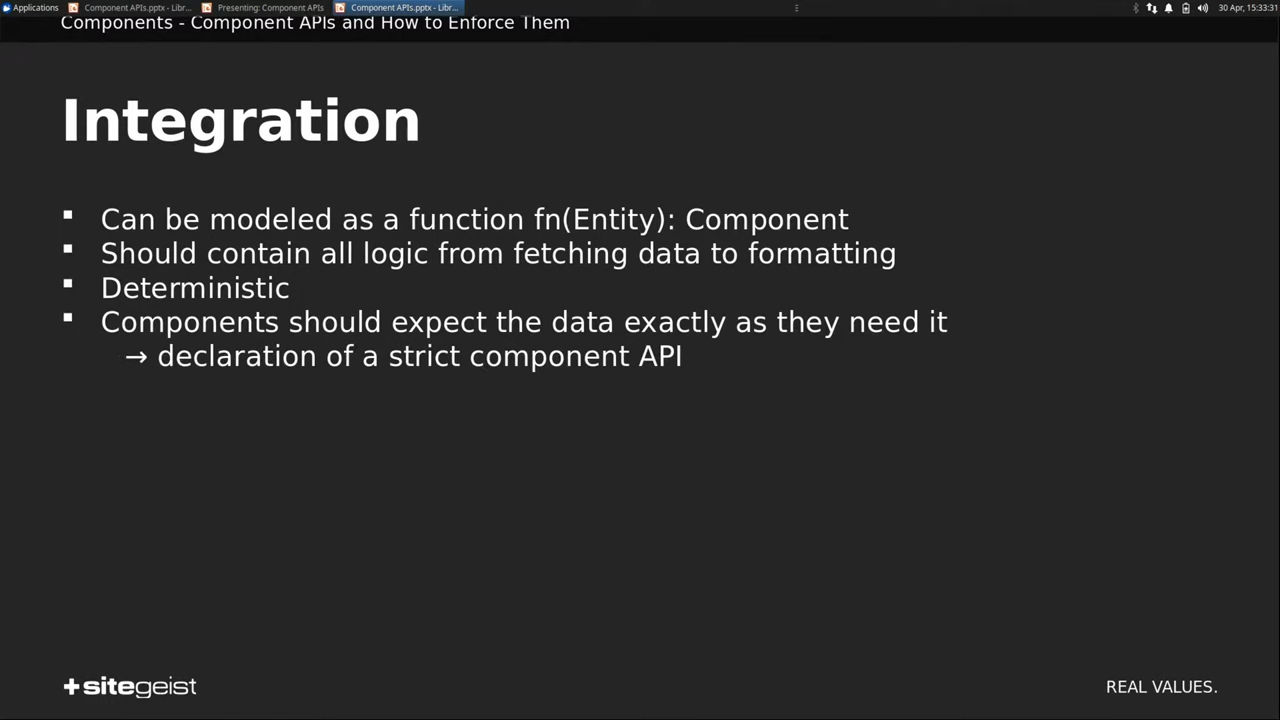 Applications
Component APIs.pptx - Libr...
Presenting: Component APIs
Component APIs.pptx - Libr...
30 Apr, 15:33:31
Components - Component APIs and How to Enforce Them
Integration
▪ Can be modeled as a function fn(Entity): Component
▪ Should contain all logic from fetching data to formatting
▪ Deterministic
▪ Components should expect the data exactly as they need it
→ declaration of a strict component API
+sitegeist
REAL VALUES.